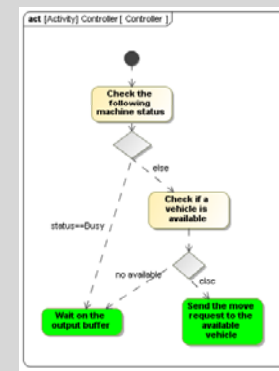 act [Activity] Controller [ Controller ]
Check the
following
machine status
else
Check if a
vehicle is
available
status==Busy
no available
else
Wait on the
output buffer
Send the move
request to the
available
vehicle